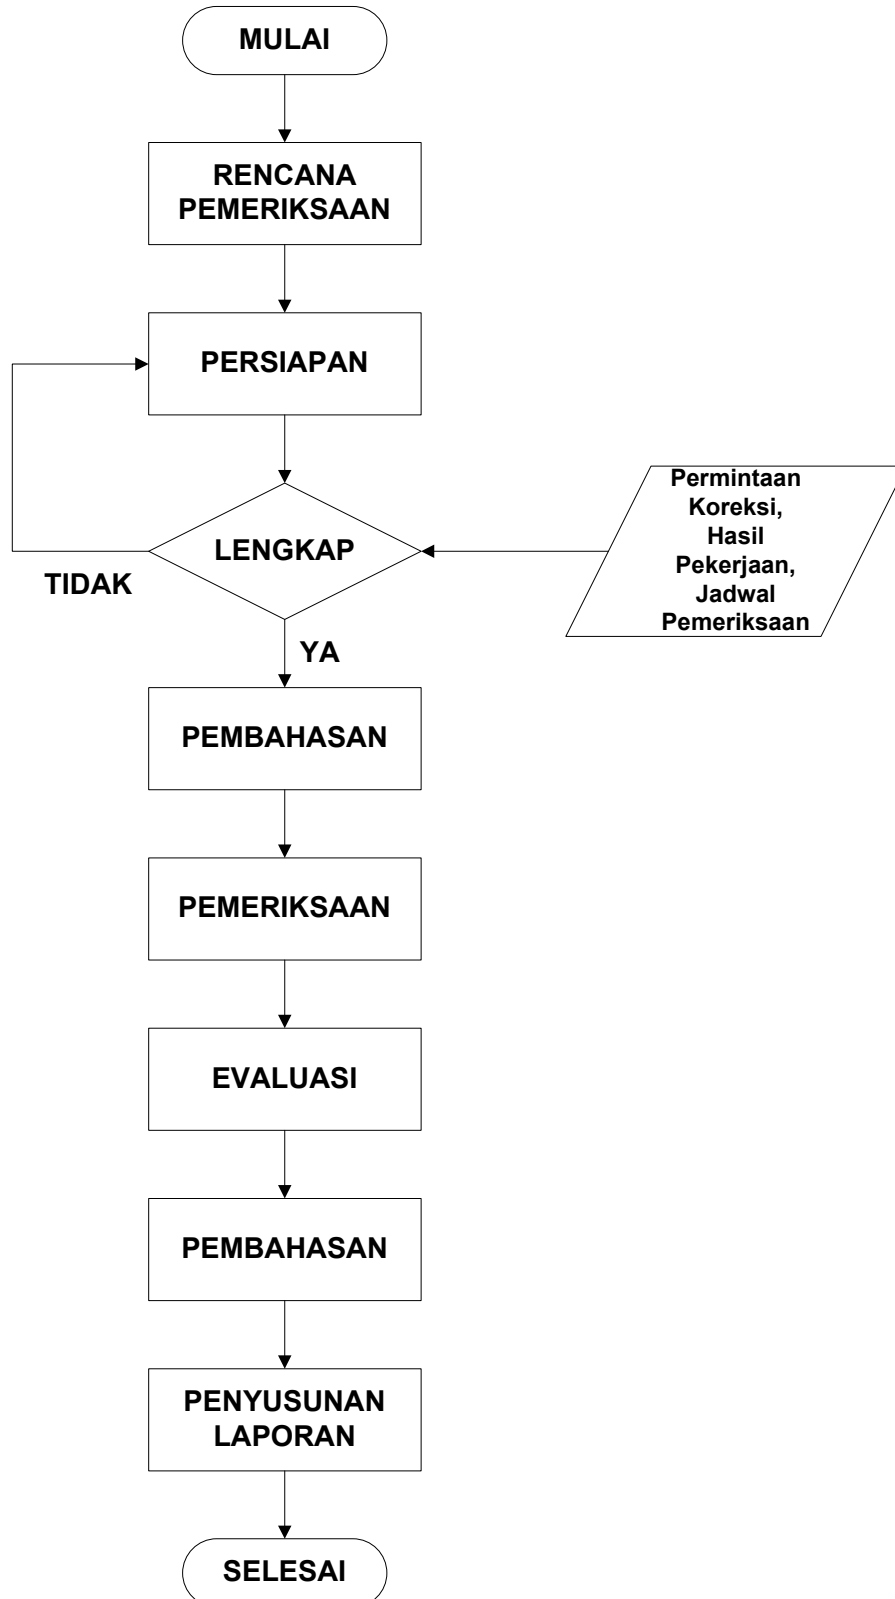 MULAI
RENCANA
PEMERIKSAAN
PERSIAPAN
LENGKAP
TIDAK
Permintaan
Koreksi,
Hasil
Pekerjaan,
Jadwal
Pemeriksaan
YA
PEMBAHASAN
PEMERIKSAAN
EVALUASI
PEMBAHASAN
PENYUSUNAN
LAPORAN
SELESAI